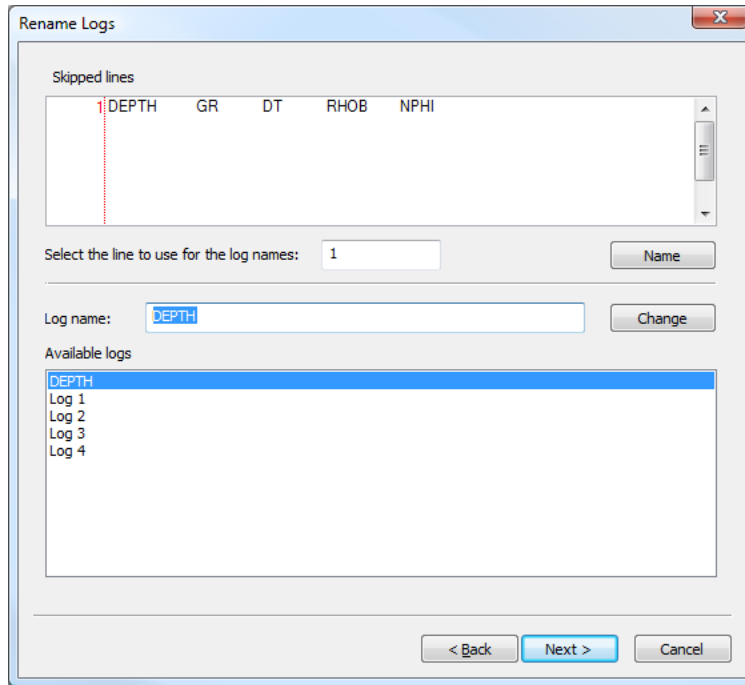 Rename Logs
Skipped lines
1 DEPTH GR DT RHOB NPHI
Select the line to use for the log names: 1 Name
Log name: DEPTH Change
Available logs
DEPTH
Log 1
Log 2
Log 3
Log 4
< Back Next > Cancel